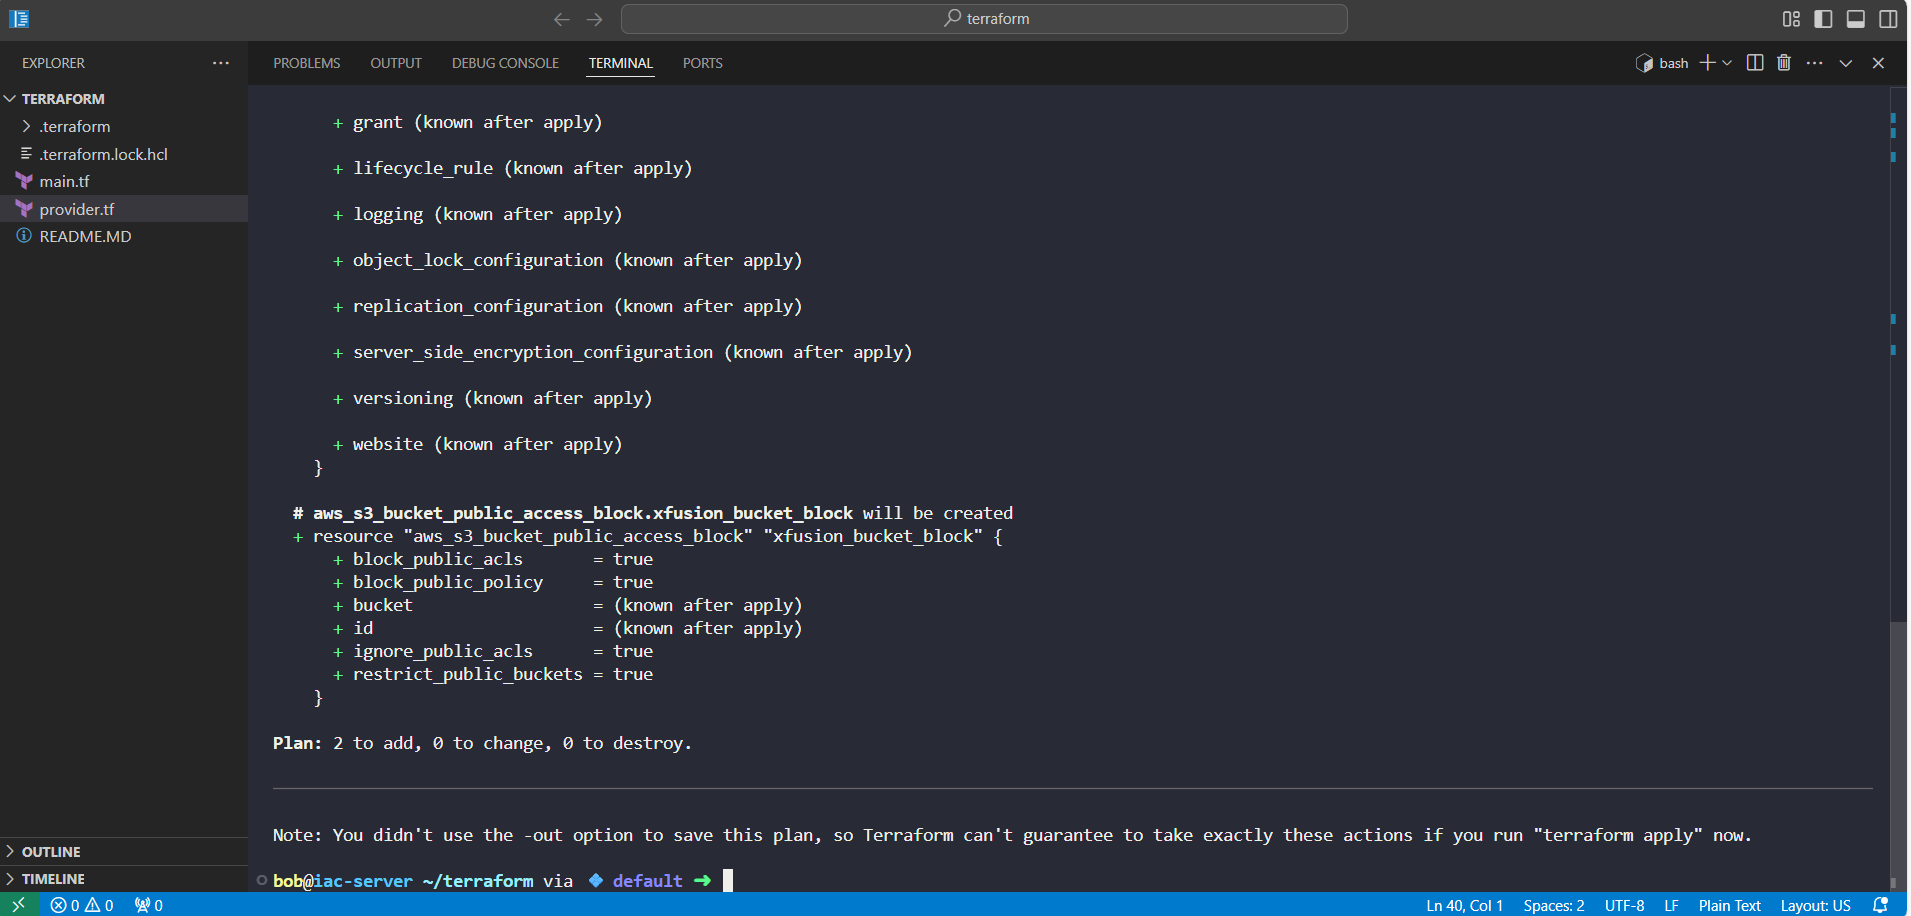 terraform
EXPLORER
TERRAFORM
.terraform
.terraform.lock.hcl
main.tf
provider.tf
README.MD
OUTLINE
TIMELINE
PROBLEMS OUTPUT DEBUG CONSOLE TERMINAL PORTS
bash
+ grant (known after apply)
+ lifecycle_rule (known after apply)
+ logging (known after apply)
+ object_lock_configuration (known after apply)
+ replication_configuration (known after apply)
+ server_side_encryption_configuration (known after apply)
+ versioning (known after apply)
+ website (known after apply)
}
# aws_s3_bucket_public_access_block.xfusion_bucket_block will be created
+ resource "aws_s3_bucket_public_access_block" "xfusion_bucket_block" {
+ block_public_acls = true
+ block_public_policy = true
+ bucket = (known after apply)
+ id = (known after apply)
+ ignore_public_acls = true
+ restrict_public_buckets = true
}
Plan: 2 to add, 0 to change, 0 to destroy.
Note: You didn't use the -out option to save this plan, so Terraform can't guarantee to take exactly these actions if you run "terraform apply" now.
bob@iac-server ~/terraform via default ➜
0 0 0 Ln 40, Col 1 Spaces: 2 UTF-8 LF Plain Text Layout: US